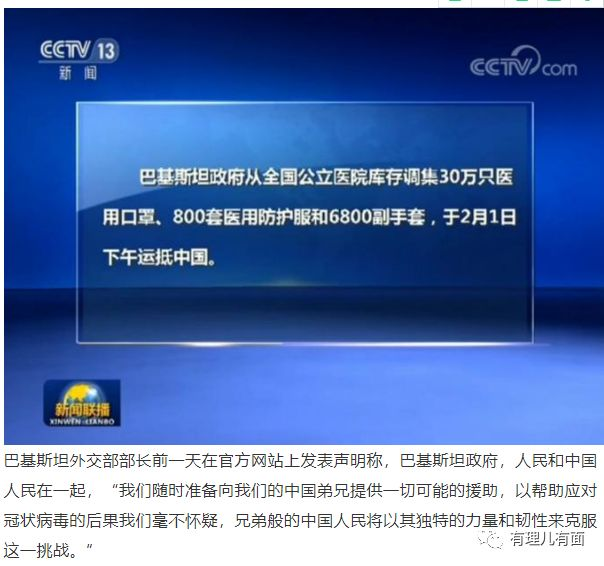 CCTV 13
新闻
CCTV.com
巴基斯坦政府从全国公立医院库存调集30万只医
用口罩、800套医用防护服和6800副手套，于2月1日
下午运抵中国。
新闻联播
XINWEN-LIANBO
巴基斯坦外交部部长前一天在官方网站上发表声明称，巴基斯坦政府，人民和中国
人民在一起，“我们随时准备向我们的中国弟兄提供一切可能的援助，以帮助应对
冠状病毒的后果我们毫不怀疑，兄弟般的中国人民将以其独特的力量和韧性来克服
这一挑战。”
有理儿有面